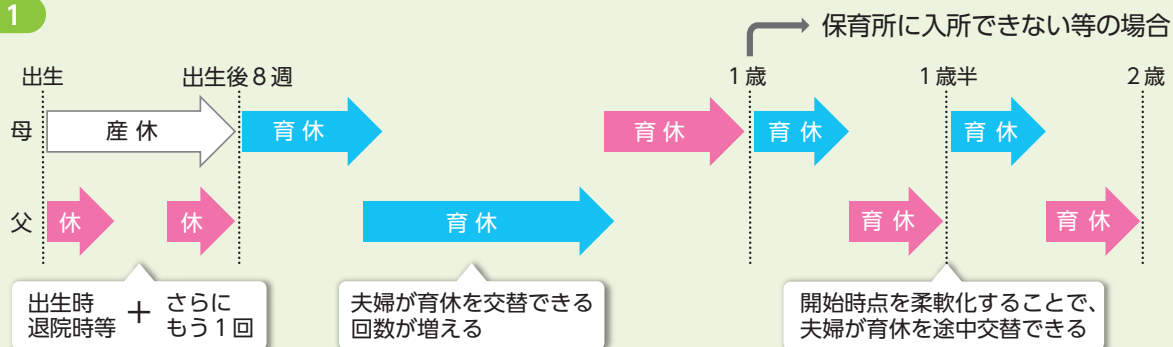 1
保育所に入所できない等の場合
出生
出生後8週
1歳
1歳半
2歳
母
産休
育休
育休
育休
育休
父
休
休
育休
育休
育休
出生時
退院時等
+
さらに
もう1回
夫婦が育休を交替できる
回数が増える
開始時点を柔軟化することで、
夫婦が育休を途中交替できる